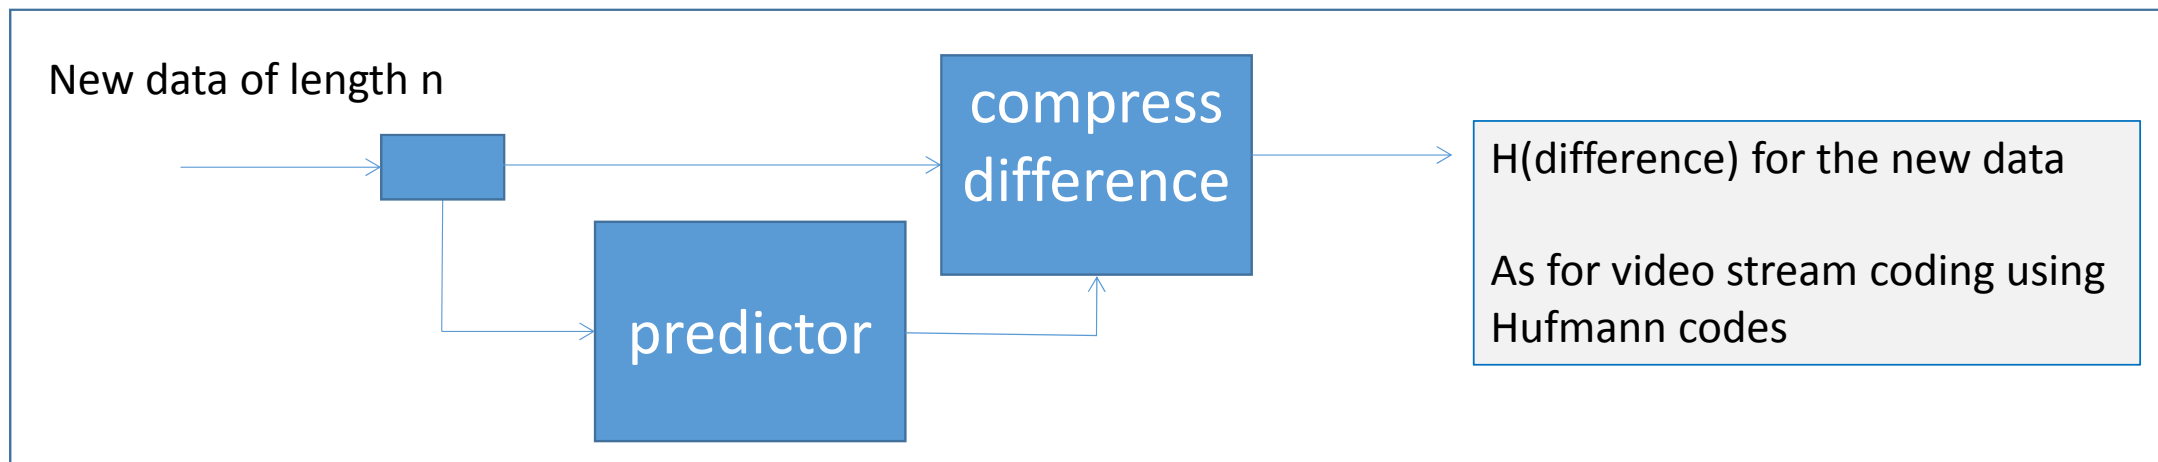 New data of length n
compress
difference
predictor
H(difference) for the new data
As for video stream coding using
Hufmann codes